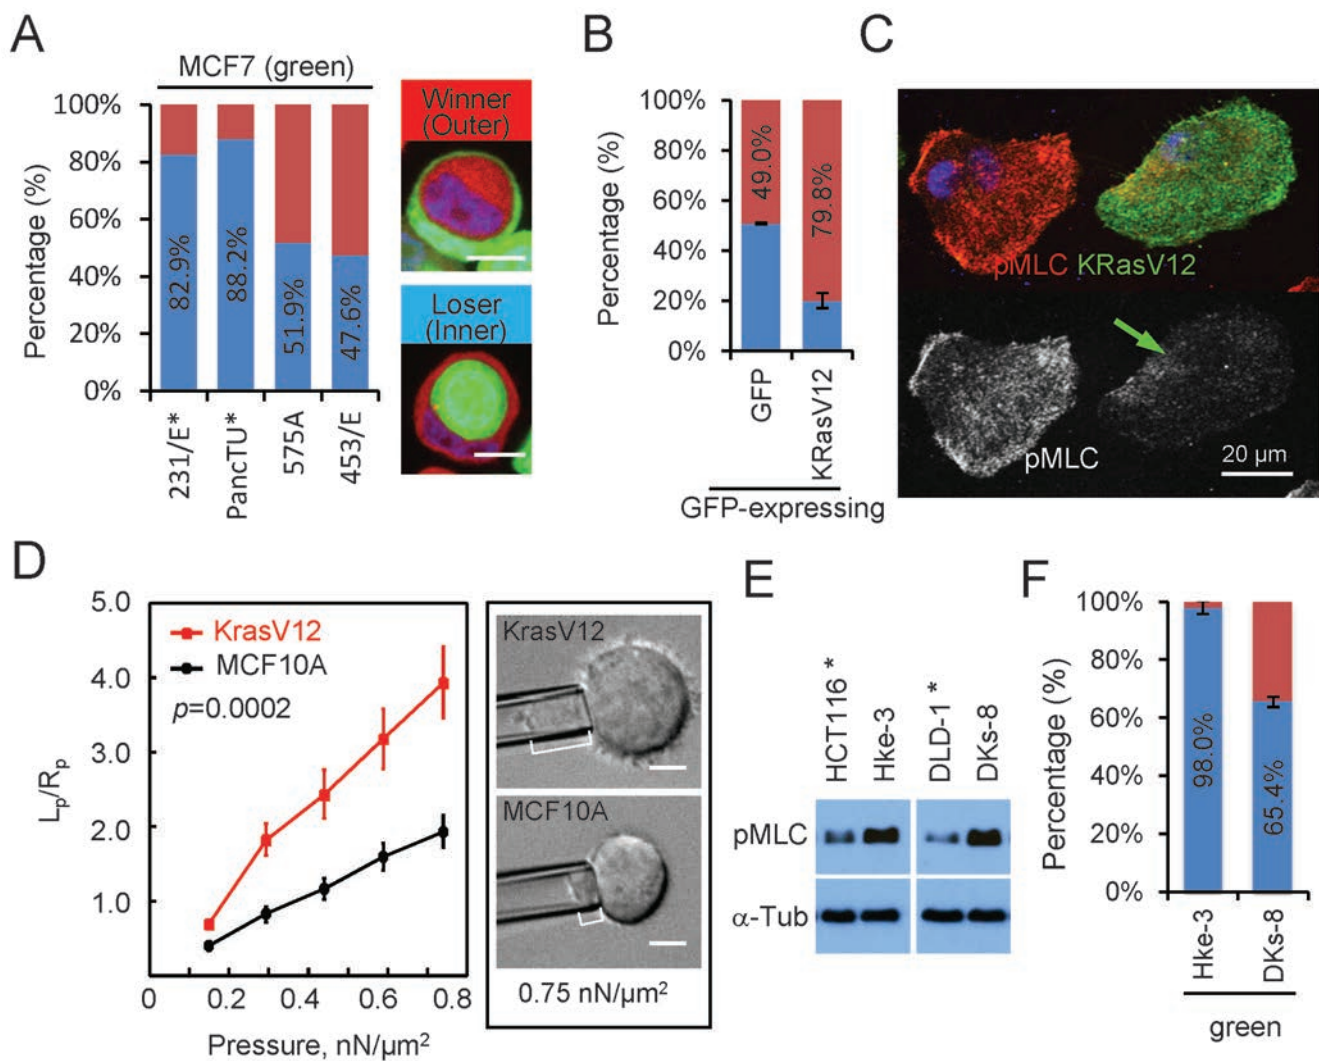 A
MCF7 (green)
100%
80%
60%
40%
20%
0%
Percentage (%)
82.9%
88.2%
51.9%
47.6%
231/E*
PancTU*
575A
453/E
Winner
(Outer)
Loser
(Inner)
B
100%
80%
60%
40%
20%
0%
Percentage (%)
49.0%
79.8%
GFP
KRasV12
GFP-expressing
C
pMLC KRasV12
pMLC
20 µm
D
5.0
4.0
3.0
2.0
1.0
Lₚ/Rₚ
KrasV12
MCF10A
p=0.0002
0 0.2 0.4 0.6 0.8
Pressure, nN/µm²
KrasV12
MCF10A
0.75 nN/µm²
E
HCT116 *
Hke-3
DLD-1 *
DKs-8
pMLC
α-Tub
F
100%
80%
60%
40%
20%
0%
Percentage (%)
98.0%
65.4%
Hke-3
DKs-8
green